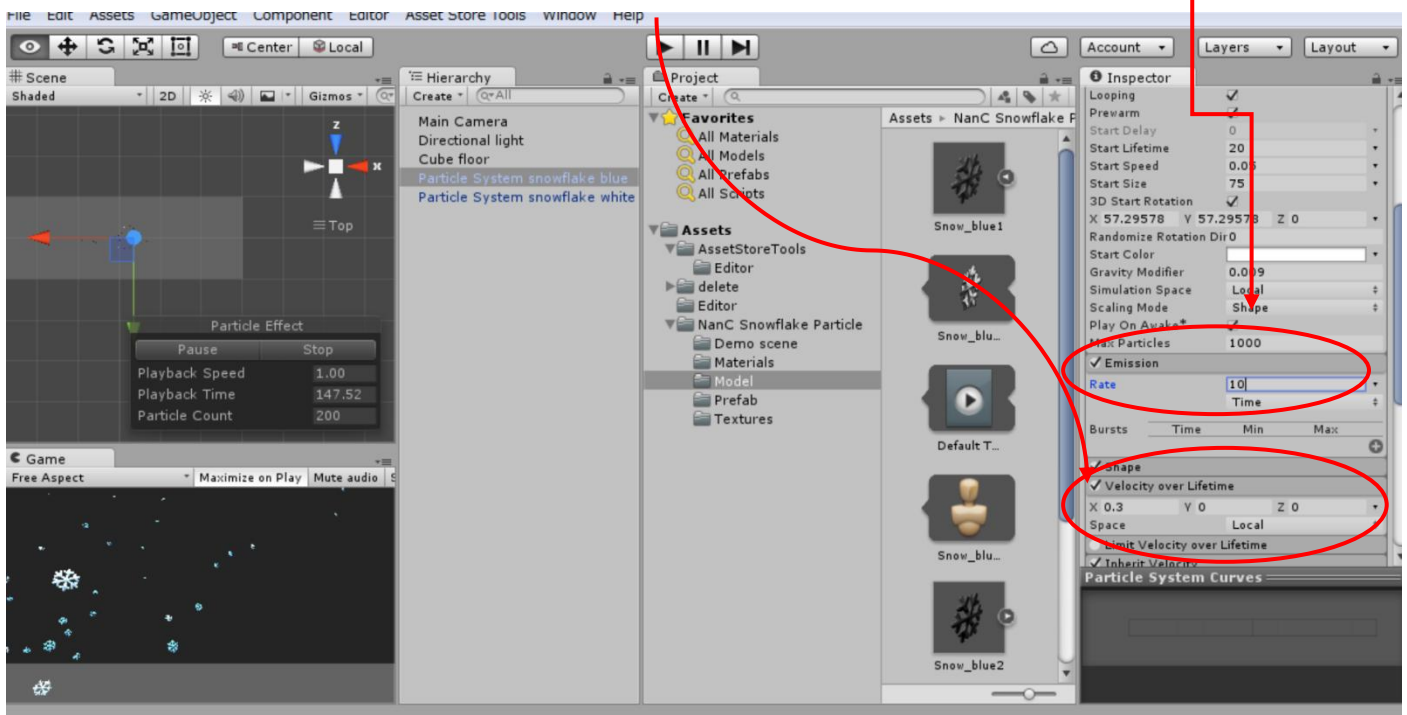 File Edit Assets GameObject Component Editor Asset Store Tools Window Help
Center Local Account Layers Layout
# Scene
Shaded 2D Gizmos
Z
x
Top
Particle Effect
Pause Stop
Playback Speed 1.00
Playback Time 147.52
Particle Count 200
Game
Free Aspect Maximize on Play Mute audio S
Hierarchy
Create All
Main Camera
Directional light
Cube floor
Particle System snowflake blue
Particle System snowflake white
Project
Create
Favorites
All Materials
All Models
All Prefabs
All Scripts
Assets
AssetStoreTools
Editor
delete
Editor
NanC Snowflake Particle
Demo scene
Materials
Model
Prefab
Textures
Assets ▸ NanC Snowflake P
Snow_blue1
Snow_blu...
Default T...
Snow_blu...
Snow_blue2
Inspector
Looping
Prewarm
Start Delay 0
Start Lifetime 20
Start Speed 0.05
Start Size 75
3D Start Rotation
X 57.29578 Y 57.29578 Z 0
Randomize Rotation Dir 0
Start Color
Gravity Modifier 0.009
Simulation Space Local
Scaling Mode Shape
Play On Awake*
Max Particles 1000
Emission
Rate 10
Time
Bursts Time Min Max
Shape
Velocity over Lifetime
X 0.3 Y 0 Z 0
Space Local
Limit Velocity over Lifetime
Inherit Velocity
Particle System Curves